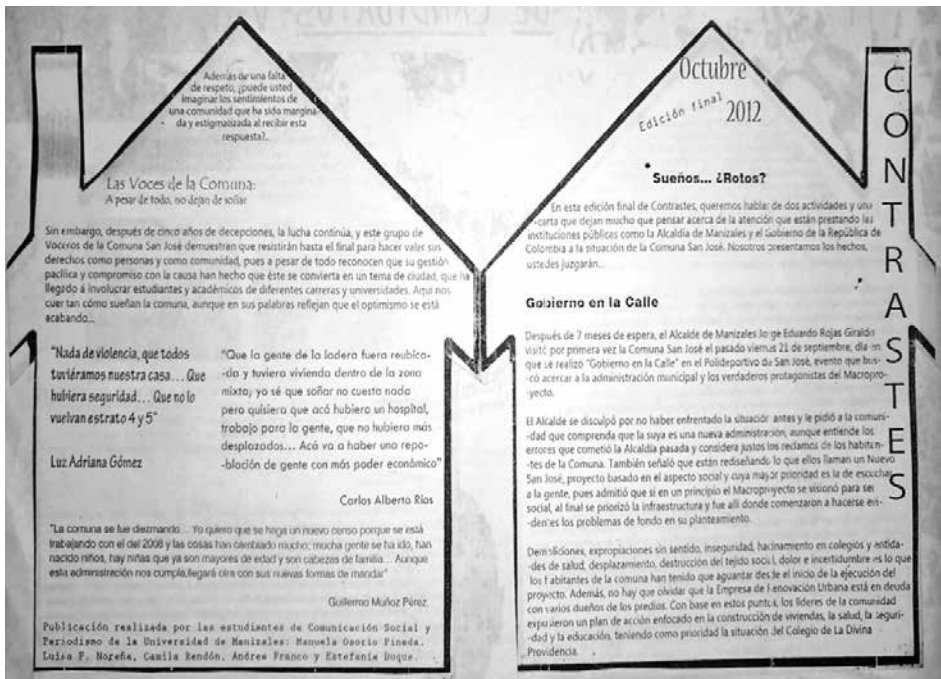 Además de una falta
de respeto, ¿puede usted
imaginar los sentimientos de
una comunidad que ha sido margina-
da y estigmatizada al recibir esta
respuesta?..
Las Voces de la Comuna:
A pesar de todo, no dejan de soñar
Sin embargo, después de cinco años de decepciones, la lucha continúa, y este grupo de
Voceros de la Comuna San José demuestran que resistirán hasta el final para hacer valer sus
derechos como personas y como comunidad, pues a pesar de todo reconocen que su gestión
pacífica y compromiso con la causa han hecho que éste se convierta en un tema de ciudad, que ha
llegado a involucrar estudiantes y académicos de diferentes carreras y universidades. Aquí nos
cuentan cómo sueñan la comuna, aunque en sus palabras reflejan que el optimismo se está
acabando...
"Nada de violencia, que todos
tuviéramos nuestra casa... Que
hubiera seguridad... Que no lo
vuelvan estrato 4 y 5"
Luz Adriana Gómez
"Que la gente de la ladera fuera reubica-
-da y tuviera vivienda dentro de la zona
mixta; yo sé que soñar no cuesta nada
pero quisiera que acá hubiera un hospital,
trabajo para la gente, que no hubiera más
desplazados... Acá va a haber una repo-
-blación de gente con más poder económico"
Carlos Alberto Ríos
"La comuna se fue diezmando... Yo quiero que se haga un nuevo censo porque se está
trabajando con el del 2008 y las cosas han cambiado mucho; mucha gente se ha ido, han
nacido niños, hay niñas que ya son mayores de edad y son cabezas de familia... Aunque
esta administración nos cumpla,llegará otra con sus nuevas formas de mandar"
Guillermo Muñoz Pérez
Publicación realizada por las estudiantes de Comunicación Social y
Periodismo de la Universidad de Manizales: Manuela Osorio Pineda,
Luisa F. Noreña, Camila Rendón, Andrea Franco y Estefanía Duque.
Octubre
Edición final 2012
CONTRASTES
Sueños... ¿Rotos?
En esta edición final de Contrastes, queremos hablar de dos actividades y una
carta que dejan mucho que pensar acerca de la atención que están prestando las
instituciones públicas como la Alcaldía de Manizales y el Gobierno de la República de
Colombia a la situación de la Comuna San José. Nosotros presentamos los hechos,
ustedes juzgarán...
Gobierno en la Calle
Después de 7 meses de espera, el Alcalde de Manizales Jorge Eduardo Rojas Giraldo
visitó por primera vez la Comuna San José el pasado viernes 21 de septiembre, día en
que se realizó "Gobierno en la Calle" en el Polideportivo de San José, evento que bus-
-có acercar a la administración municipal y los verdaderos protagonistas del Macropro-
-yecto.
El Alcalde se disculpó por no haber enfrentado la situación antes y le pidió a la comuni-
-dad que comprenda que la suya es una nueva administración, aunque entiende los
errores que cometió la Alcaldía pasada y considera justos los reclamos de los habitan-
-tes de la Comuna. También señaló que están rediseñando lo que ellos llaman un Nuevo
San José, proyecto basado en el aspecto social y cuya mayor prioridad es la de escuchar
a la gente, pues admitió que si en un principio el Macroproyecto se visionó para ser
social, al final se priorizó la infraestructura y fue allí donde comenzaron a hacerse evi-
-dentes los problemas de fondo en su planteamiento.
Demoliciones, expropiaciones sin sentido, inseguridad, hacinamiento en colegios y entida-
-des de salud, desplazamiento, destrucción del tejido social, dolor e incertidumbre es lo que
los habitantes de la comuna han tenido que aguantar desde el inicio de la ejecución del
proyecto. Además, no hay que olvidar que la Empresa de Renovación Urbana está en deuda
con varios dueños de los predios. Con base en estos puntos, los líderes de la comunidad
expusieron un plan de acción enfocado en la construcción de viviendas, la salud, la seguri-
-dad y la educación, teniendo como prioridad la situación del Colegio de La Divina
Providencia.